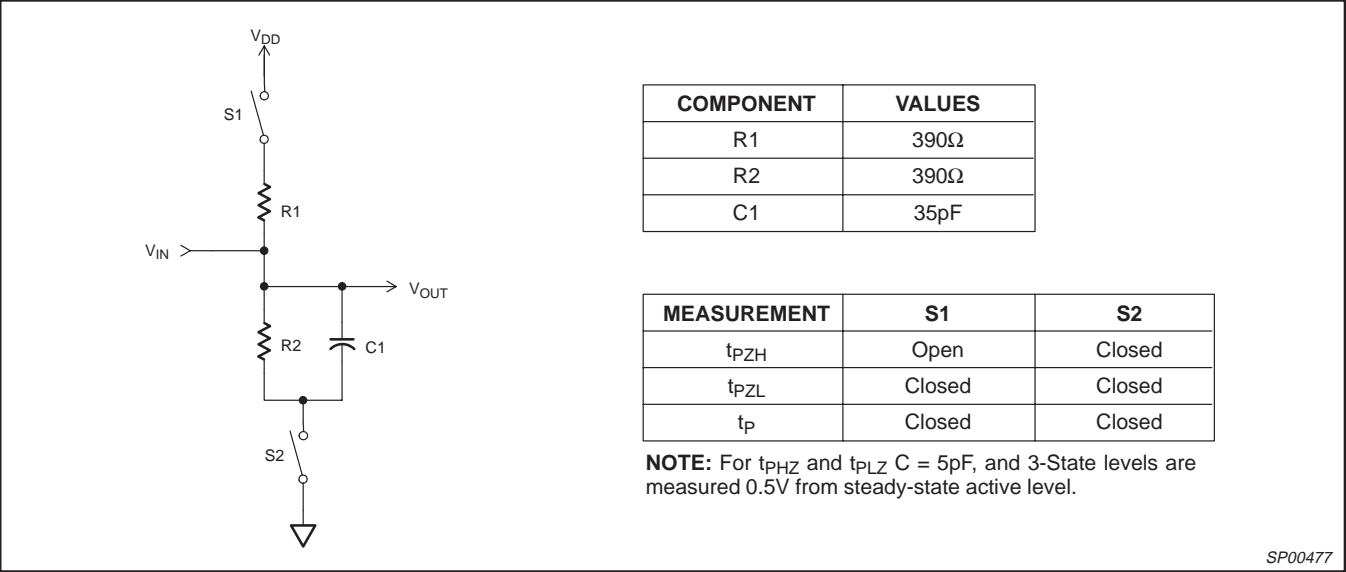 VDD
S1
R1
VIN
VOUT
R2
C1
S2
COMPONENT VALUES
R1 390Ω
R2 390Ω
C1 35pF
MEASUREMENT S1 S2
tPZH Open Closed
tPZL Closed Closed
tP Closed Closed
NOTE: For tPHZ and tPLZ C = 5pF, and 3-State levels are
measured 0.5V from steady-state active level.
SP00477